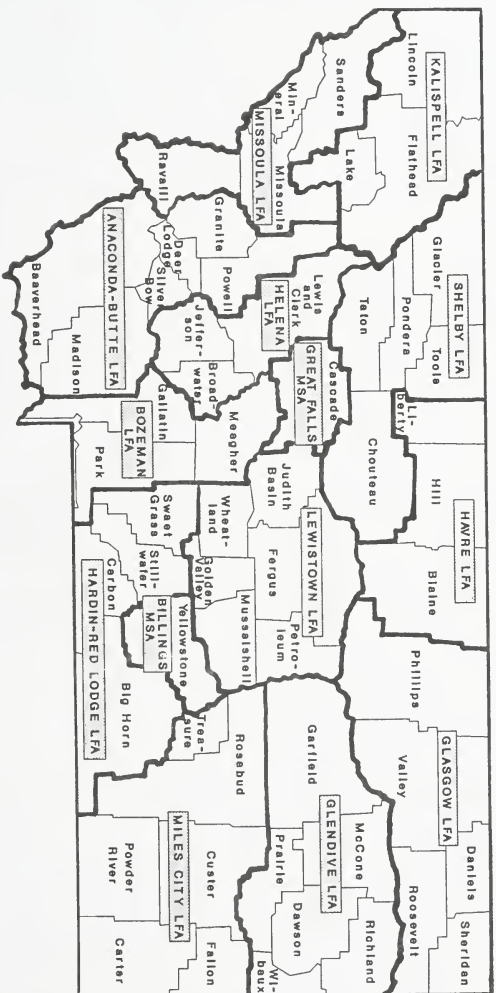 Lincoln
KALISPELL LFA
Flathead
Sanders
Lake
Min-
eral
MISSOULA LFA
Missoula
Ravalli
Granite
Powell
Deer
Lodge
Silver
Bow
ANACONDA-BUTTE LFA
Beaverhead
Madison
Glacier
SHELBY LFA
Toole
Pondera
Taton
Lewis
and
Clerk
HELENA
LFA
Jeffer-
son
Broad-
water
Cascade
GREAT FALLS
MSA
Meagher
Gallatin
BOZEMAN
LFA
Park
Li-
berty
Hill
HAVRE LFA
Blaine
Chouteau
Judith
Basin
LEWISTOWN LFA
Fergus
Petro-
leum
Wheat-
land
Golden
Valley
Mussalshell
Sweet
Grass
Still-
water
Carbon
Yellowstone
BILLINGS
MSA
Big Horn
HARDIN-RED LODGE LFA
Phillips
Valley
GLASGOW LFA
Daniels
Sheridan
Roosevelt
Garfield
McCone
GLENDIVE LFA
Richland
Prairie
Dawson
Wi-
baux
Trea-
sure
Rosebud
MILES CITY LFA
Custer
Fallon
Powder
River
Carter